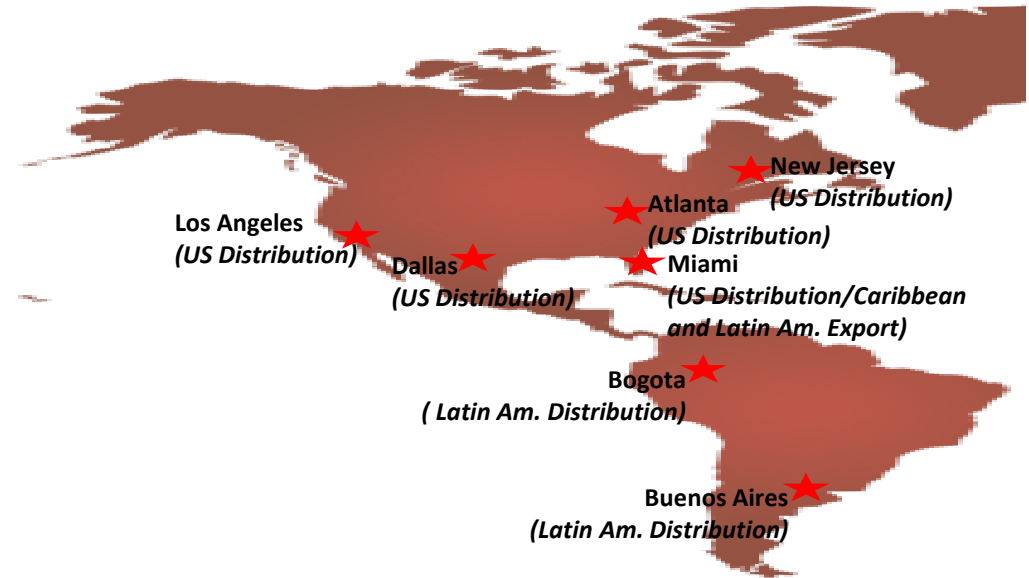 New Jersey
(US Distribution)
Atlanta
(US Distribution)
Los Angeles
(US Distribution)
Dallas
(US Distribution)
Miami
(US Distribution/Caribbean
and Latin Am. Export)
Bogota
( Latin Am. Distribution)
Buenos Aires
(Latin Am. Distribution)